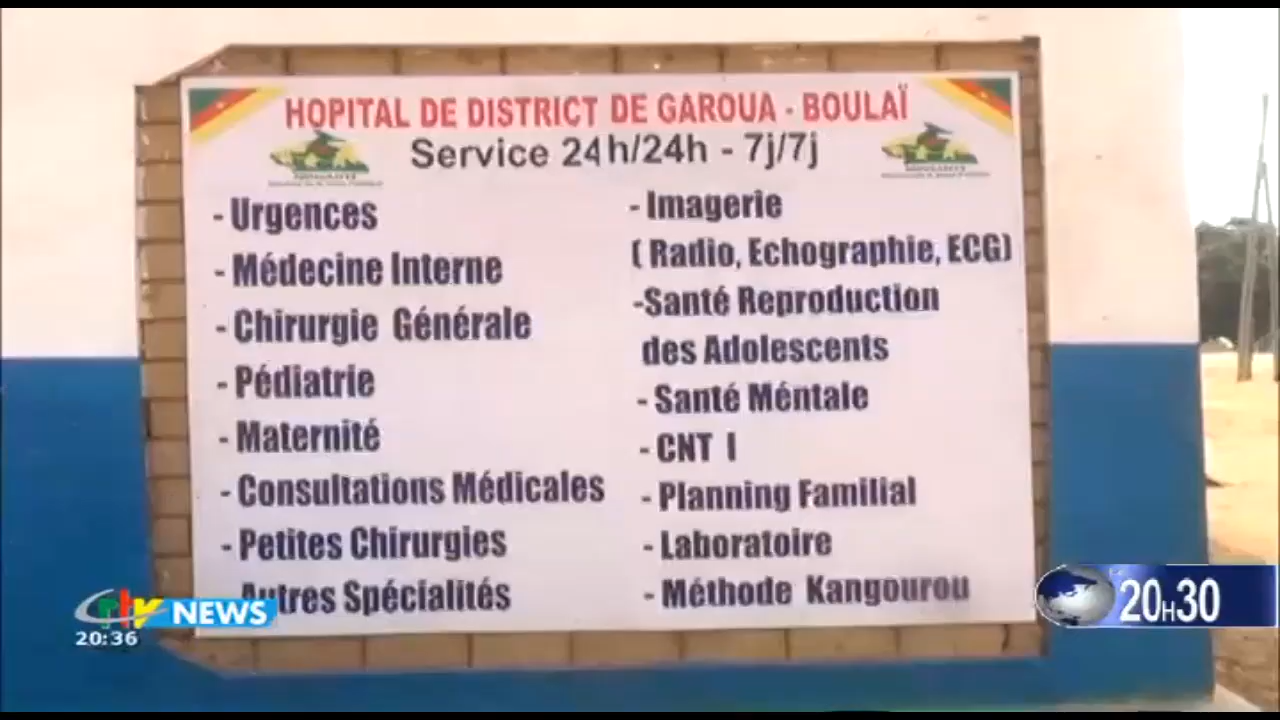 HOPITAL DE DISTRICT DE GAROUA - BOULAÏ
Service 24h/24h - 7j/7j
- Urgences
- Médecine Interne
- Chirurgie Générale
- Pédiatrie
- Maternité
- Consultations Médicales
- Petites Chirurgies
Autres Spécialités
- Imagerie
( Radio, Echographie, ECG)
-Santé Reproduction
des Adolescents
- Santé Méntale
- CNT I
- Planning Familial
- Laboratoire
- Méthode Kangourou
crtv NEWS
20:36
Le 20H30